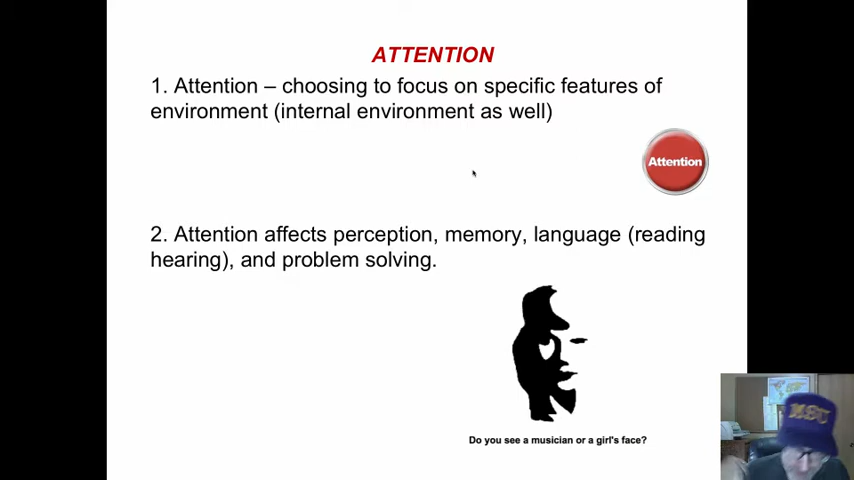 ATTENTION
1. Attention – choosing to focus on specific features of
environment (internal environment as well)
Attention
2. Attention affects perception, memory, language (reading
hearing), and problem solving.
Do you see a musician or a girl's face?
MSU